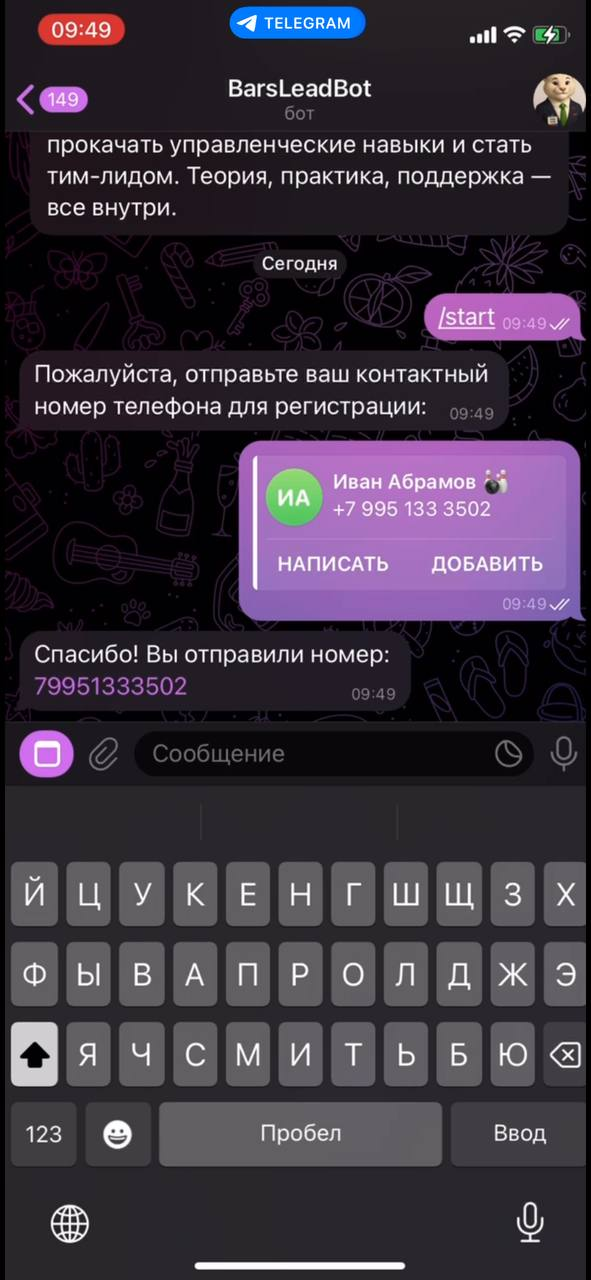 09:49
TELEGRAM
149
BarsLeadBot
бот
прокачать управленческие навыки и стать
тим-лидом. Теория, практика, поддержка —
все внутри.
Сегодня
/start 09:49
Пожалуйста, отправьте ваш контактный
номер телефона для регистрации: 09:49
ИА
Иван Абрамов 🎳
+7 995 133 3502
НАПИСАТЬ ДОБАВИТЬ
09:49
Спасибо! Вы отправили номер:
79951333502 09:49
Сообщение
Й Ц У К Е Н Г Ш Щ З Х
Ф Ы В А П Р О Л Д Ж Э
Я Ч С М И Т Ь Б Ю
123 Пробел Ввод